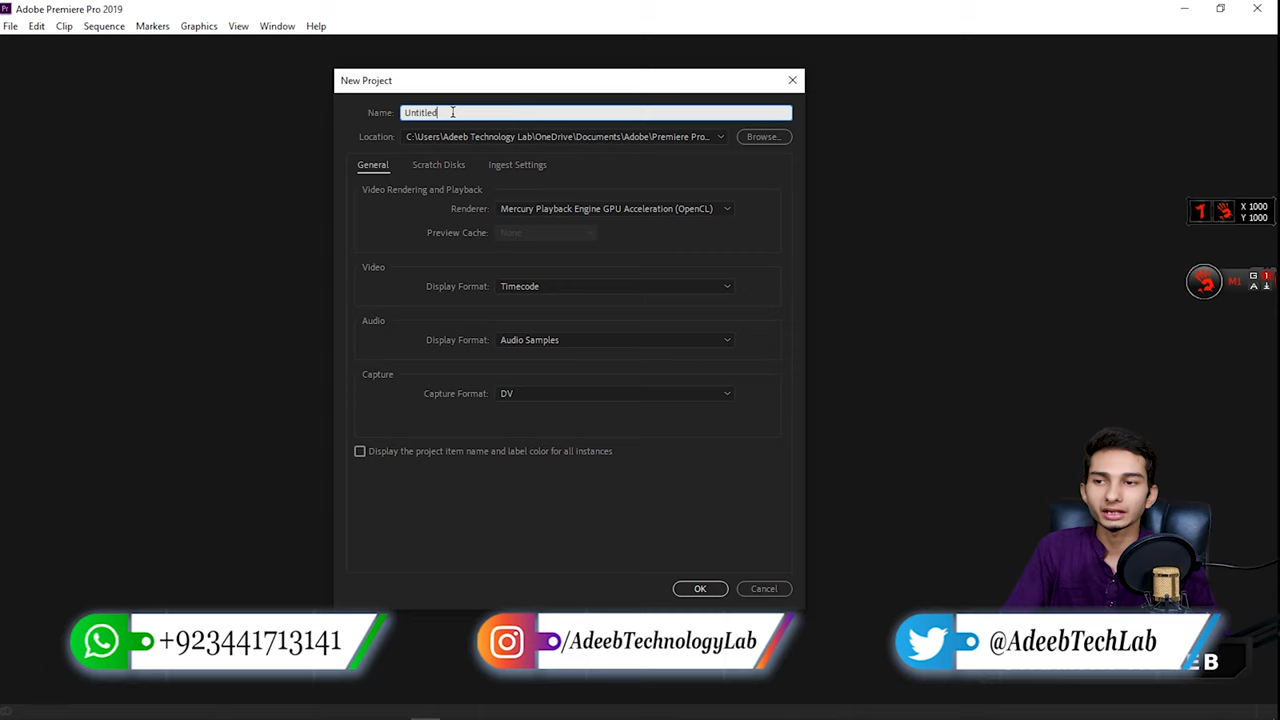 Pr Adobe Premiere Pro 2019
File Edit Clip Sequence Markers Graphics View Window Help
New Project
Name: Untitled
Location: C:\Users\Adeeb Technology Lab\OneDrive\Documents\Adobe\Premiere Pro... Browse...
General Scratch Disks Ingest Settings
Video Rendering and Playback
Renderer: Mercury Playback Engine GPU Acceleration (OpenCL)
Preview Cache: None
Video
Display Format: Timecode
Audio
Display Format: Audio Samples
Capture
Capture Format: DV
Display the project item name and label color for all instances
OK Cancel
1 X 1000
Y 1000
M1 G 1
A
+923441713141
/AdeebTechnologyLab
@AdeebTechLab